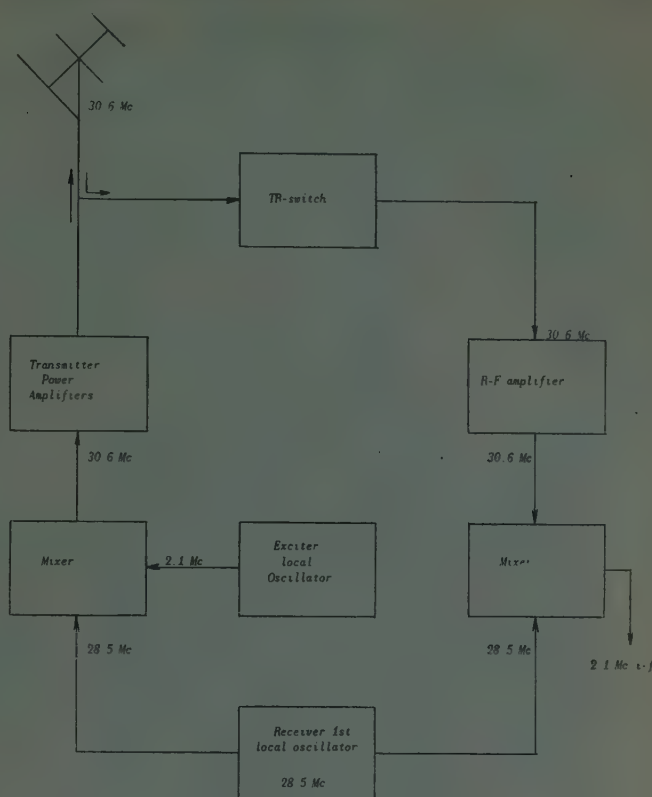 30 6 Mc
TR-switch
30.6 Mc
Transmitter
Power
Amplifiers
R-F amplifier
30 6 Mc
30.6 Mc
Mixer
2.1 Mc
Exciter
local
Oscillator
28 5 Mc
28 5 Mc
2 1 Mc i-f
Receiver 1st
local oscillator
28 5 Mc